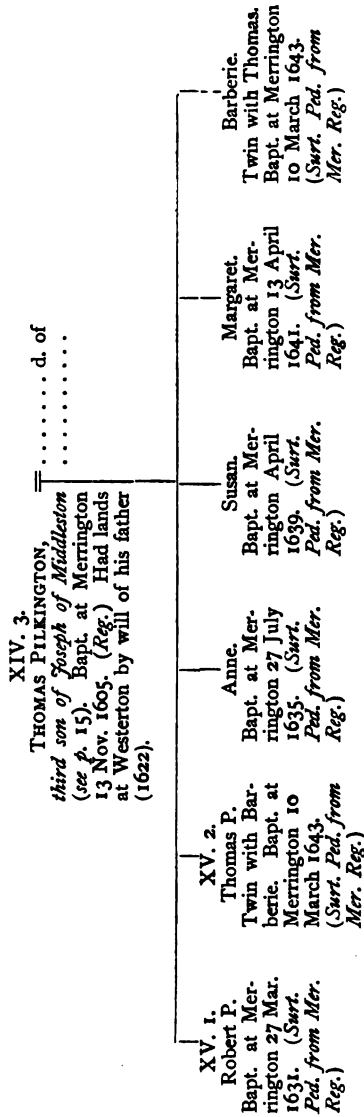 XIV. 3.
THOMAS PILKINGTON,
third son of Joseph of Middleston
(see p. 15). Bapt. at Merrington
13 Nov. 1605. (Reg.) Had lands
at Westerton by will of his father
(1622).
═ . . . . . . . . d. of
. . . . . . . . . . .
XV. 1.
Robert P.
Bapt. at Mer-
rington 27 Mar.
1631. (Surt.
Ped. from Mer.
Reg.)
XV. 2.
Thomas P.
Twin with Bar-
berie. Bapt. at
Merrington 10
March 1643.
(Surt. Ped. from
Mer. Reg.)
Anne.
Bapt. at Mer-
rington 27 July
1635. (Surt.
Ped. from Mer.
Reg.)
Susan.
Bapt. at Mer-
rington April
1639. (Surt.
Ped. from Mer.
Reg.)
Margaret.
Bapt. at Mer-
rington 13 April
1641. (Surt.
Ped. from Mer.
Reg.)
Barberie.
Twin with Thomas.
Bapt. at Merrington
10 March 1643.
(Surt. Ped. from
Mer. Reg.)